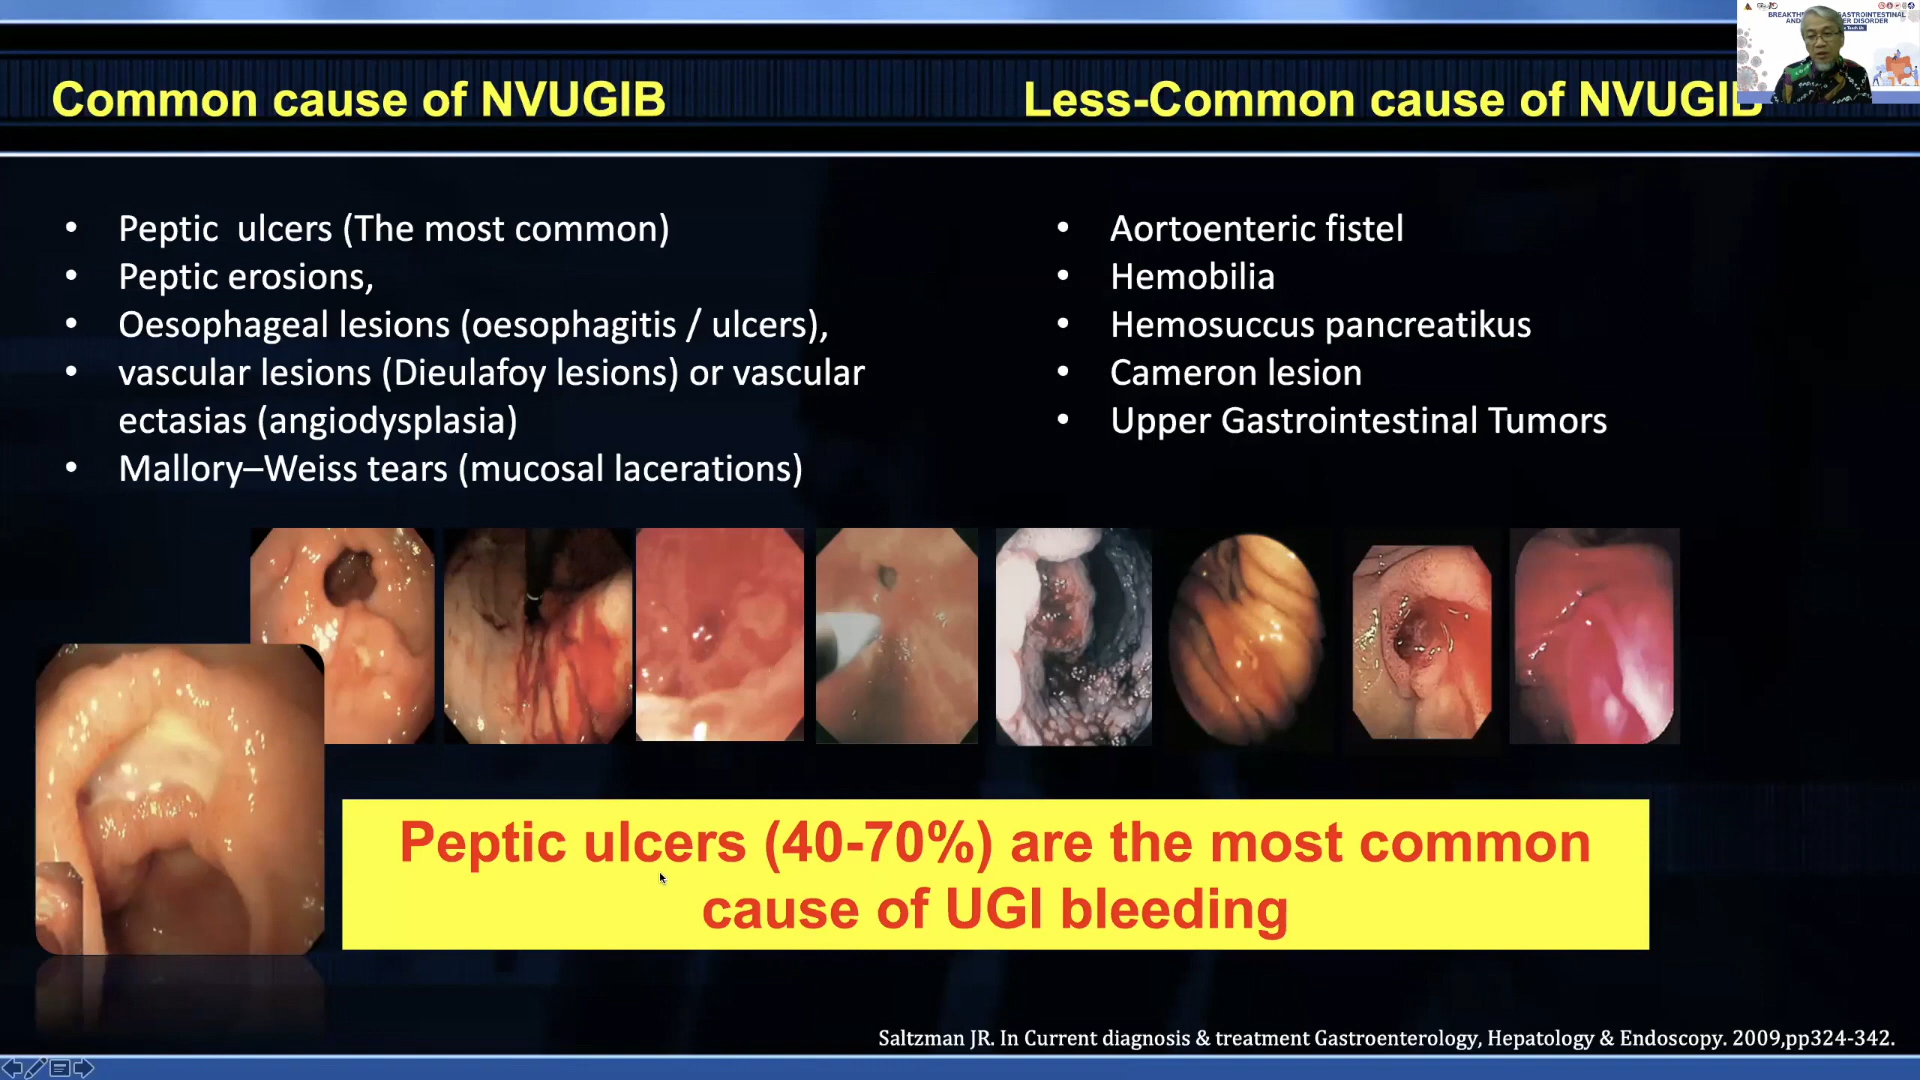 Common cause of NVUGIB
• Peptic  ulcers (The most common)
• Peptic erosions,
• Oesophageal lesions (oesophagitis / ulcers),
• vascular lesions (Dieulafoy lesions) or vascular
ectasias (angiodysplasia)
• Mallory–Weiss tears (mucosal lacerations)
Less-Common cause of NVUGIB
• Aortoenteric fistel
• Hemobilia
• Hemosuccus pancreatikus
• Cameron lesion
• Upper Gastrointestinal Tumors
Peptic ulcers (40-70%) are the most common
cause of UGI bleeding
Saltzman JR. In Current diagnosis & treatment Gastroenterology, Hepatology & Endoscopy. 2009,pp324-342.